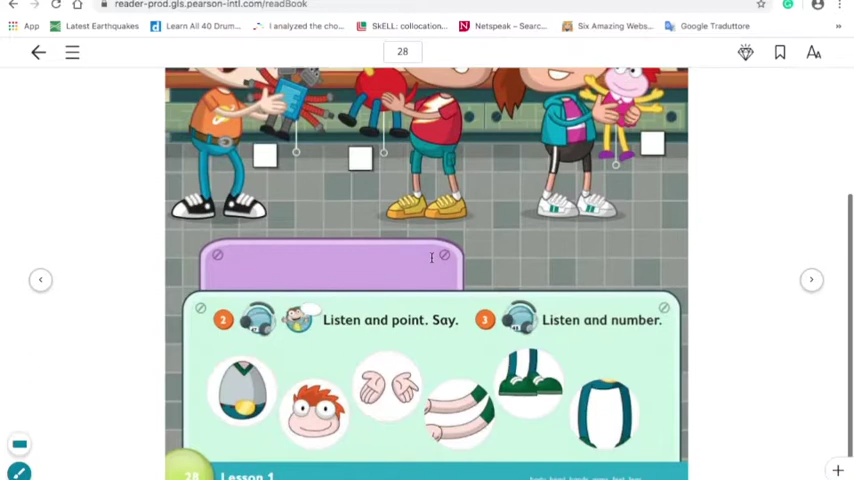 reader-prod.gls.pearson-intl.com/readBook
App Latest Earthquakes Learn All 40 Drum... I analyzed the cho... SkELL: collocation... Netspeak – Searc... Six Amazing Webs... Google Traduttore
28
2 Listen and point. Say. 3 Listen and number.
28 Lesson 1